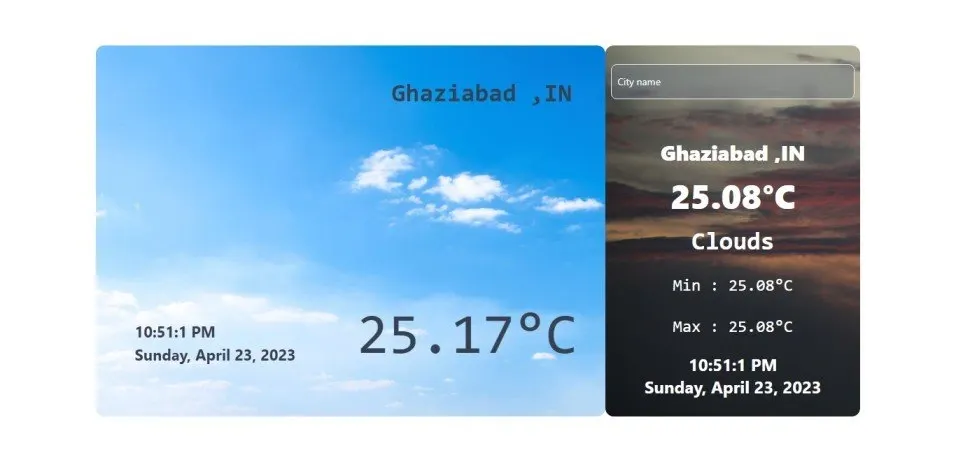 Ghaziabad ,IN
10:51:1 PM
Sunday, April 23, 2023
25.17°C
City name
Ghaziabad ,IN
25.08°C
Clouds
Min : 25.08°C
Max : 25.08°C
10:51:1 PM
Sunday, April 23, 2023